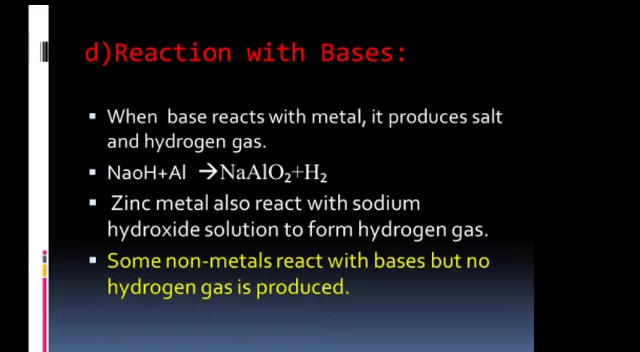 d)Reaction with Bases:
▪ When base reacts with metal, it produces salt
and hydrogen gas.
▪ NaoH+Al →NaAlO₂+H₂
▪ Zinc metal also react with sodium
hydroxide solution to form hydrogen gas.
▪ Some non-metals react with bases but no
hydrogen gas is produced.